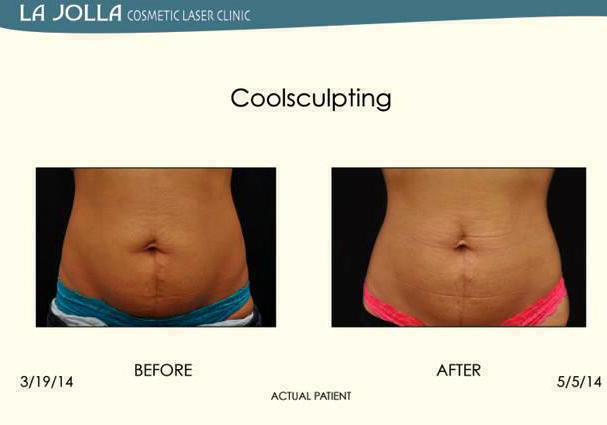 LA JOLLA COSMETIC LASER CLINIC
Coolsculpting
BEFORE
AFTER
3/19/14
5/5/14
ACTUAL PATIENT